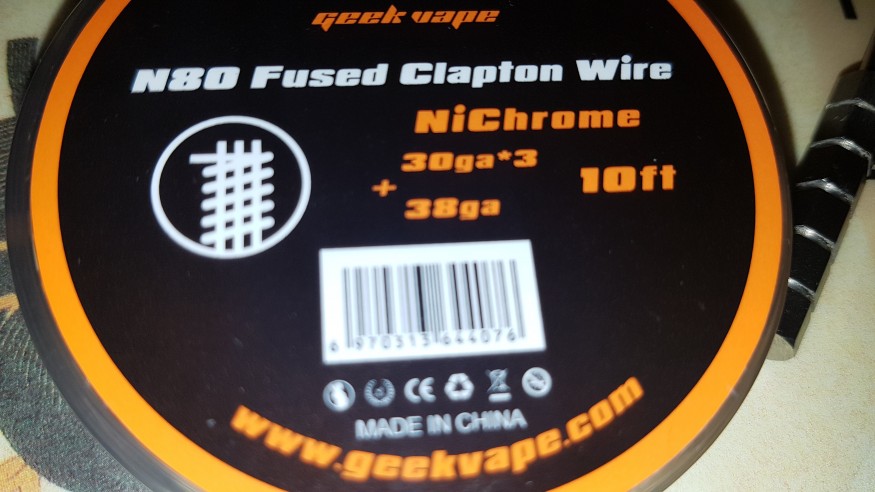 geek vape
N80 Fused Clapton Wire
NiChrome
30ga*3
+
38ga
10ft
6 970313 644076
CE
MADE IN CHINA
www.geekvape.com